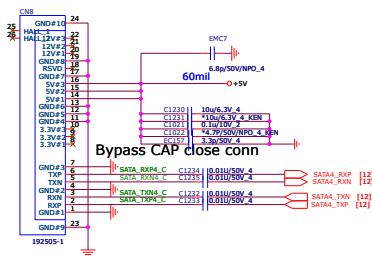 CN8
GND#10 24
25 HALL_1
26 HALL_2
12V#3 22
12V#2 21
12V#1 20
GND#8 19
RSVD 18
GND#7 17
5V#3 16
5V#2 15
5V#1 14
GND#6 13
GND#5 12
GND#4 11
3.3V#3 10
3.3V#2 9
3.3V#1 8
GND#3 7
TXP 6
TXN 5
GND#2 4
RXN 3
RXP 2
GND#1 1
GND#9 23
192505-1
EMC7
6.8p/50V/NPO_4
60mil
+5V
C1230 10u/6.3V_4
C1231 *10u/6.3V_4_KEN
C1021 0.1u/10V_2
C1022 *4.7P/50V/NPO_4_KEN
EC157 3.3p/50V_4
Bypass CAP close conn
SATA_RXP4_C C1234 0.01U/50V_4 SATA4_RXP [12]
SATA_RXN4_C C1235 0.01U/50V_4 SATA4_RXN [12]
SATA_TXN4_C C1232 0.01U/50V_4 SATA4_TXN [12]
SATA_TXP4_C C1233 0.01U/50V_4 SATA4_TXP [12]